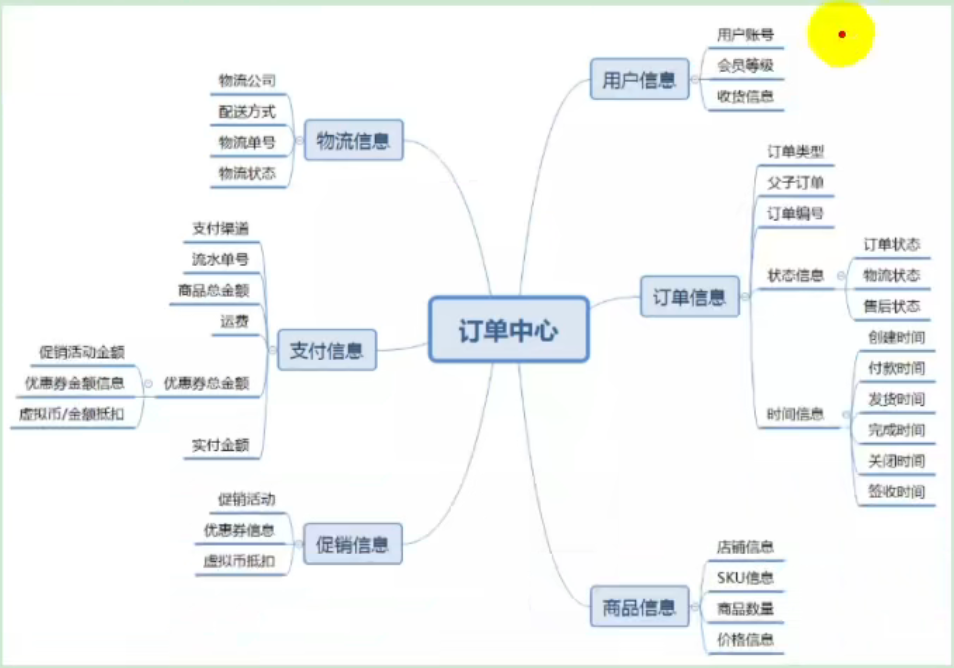 订单中心
用户信息
用户账号
会员等级
收货信息
订单信息
订单类型
父子订单
订单编号
状态信息
订单状态
物流状态
售后状态
时间信息
创建时间
付款时间
发货时间
完成时间
关闭时间
签收时间
商品信息
店铺信息
SKU信息
商品数量
价格信息
物流信息
物流公司
配送方式
物流单号
物流状态
支付信息
支付渠道
流水单号
商品总金额
运费
优惠券总金额
促销活动金额
优惠券金额信息
虚拟币/金额抵扣
实付金额
促销信息
促销活动
优惠券信息
虚拟币抵扣